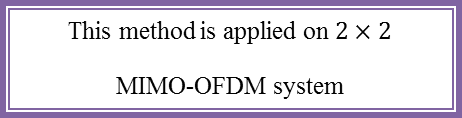 This method is applied on 2 × 2
MIMO-OFDM system